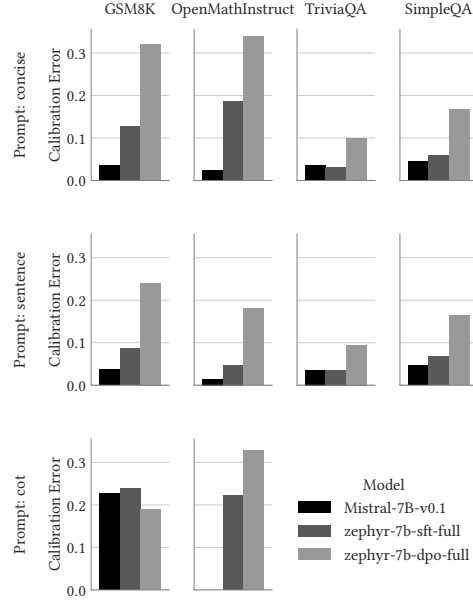 GSM8K OpenMathInstruct TriviaQA SimpleQA
Prompt: concise
Calibration Error
0.3
0.2
0.1
0.0
Prompt: sentence
Calibration Error
0.3
0.2
0.1
0.0
Prompt: cot
Calibration Error
0.3
0.2
0.1
0.0
Model
Mistral-7B-v0.1
zephyr-7b-sft-full
zephyr-7b-dpo-full